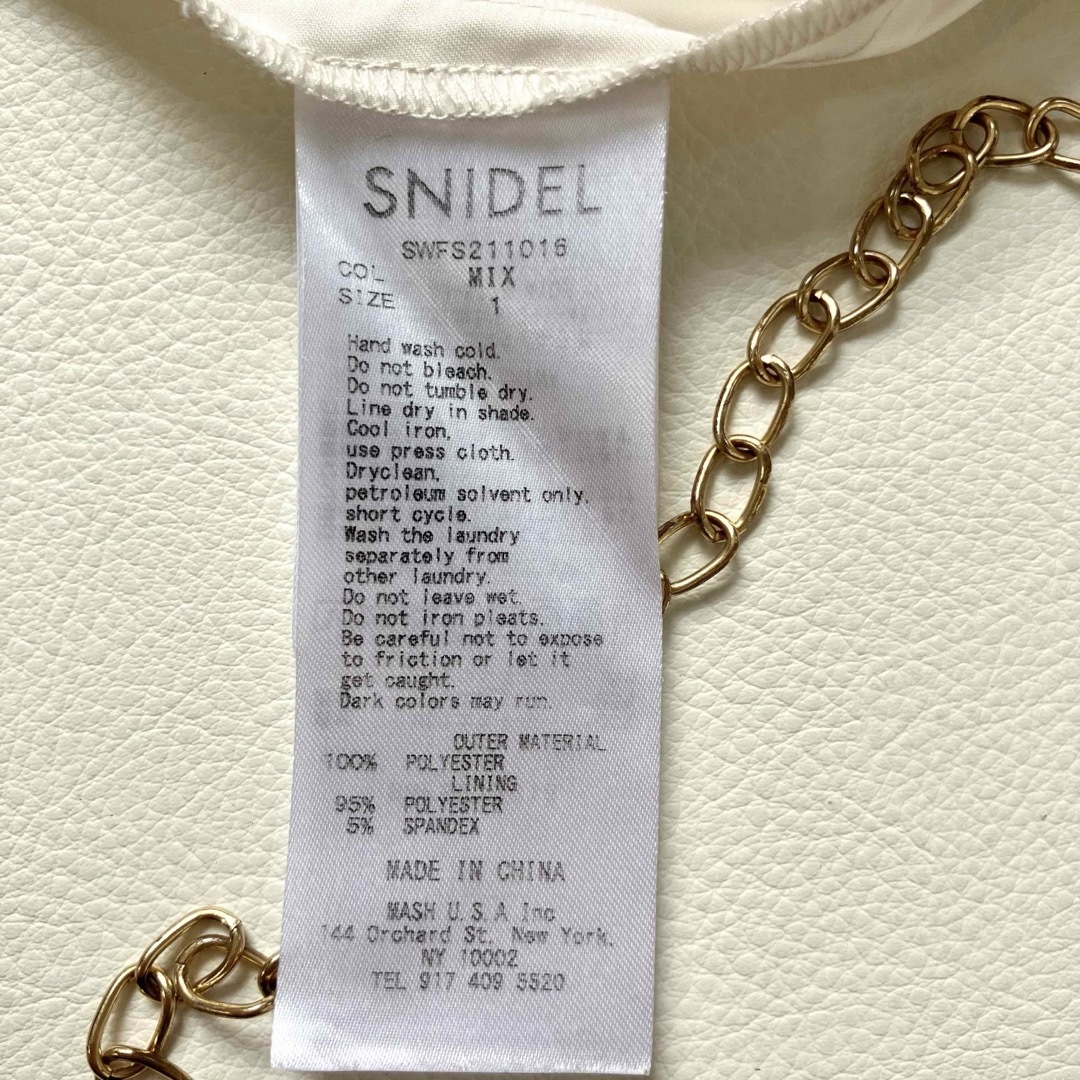 SNIDEL
SWFS211016
COL MIX
SIZE 1
Hand wash cold.
Do not bleach.
Do not tumble dry.
Line dry in shade.
Cool iron,
use press cloth.
Dryclean,
petroleum solvent only,
short cycle.
Wash the laundry
separately from
other laundry.
Do not leave wet.
Do not iron pleats.
Be careful not to expose
to friction or let it
get caught.
Dark colors may run.
OUTER MATERIAL
100% POLYESTER
LINING
95% POLYESTER
5% SPANDEX
MADE IN CHINA
MASH U.S.A Inc
144 Orchard St. New York,
NY 10002
TEL 917 409 5520